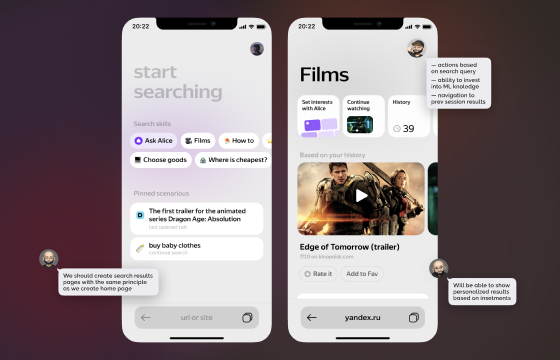 20:22
start
searching
Search skills
Ask Alice
Films
How to
Choose goods
Where is cheapest?
Pinned scenarious
The first trailer for the animated
series Dragon Age: Absolution
last opened tab
buy baby clothes
continue search
url or site
We should create search results
pages with the same principle
as we create home page
20:22
Films
Set interests
with Alice
Continue
watching
History
39
Based on your History
Edge of Tomorrow (trailer)
7/10 on kinopoisk.com
Rate it
Add to Fav
yandex.ru
— actions based
on search query
— ability to invest
into ML knoledge
— navigation to
prev session results
Will be able to show
personalized results
based on inestments